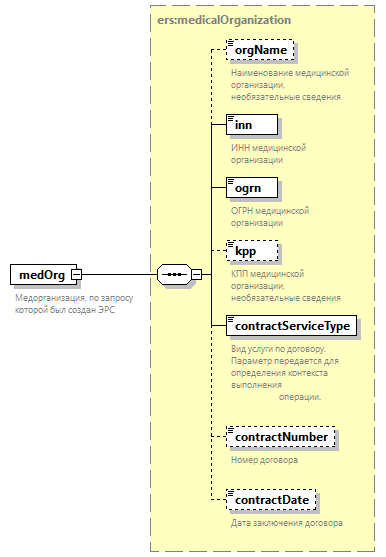 ers:medicalOrganization
orgName
Наименование медицинской
организации,
необязательные сведения
inn
ИНН медицинской
организации
ogrn
ОГРН медицинской
организации
kpp
КПП медицинской
организации,
необязательные сведения
medOrg
Медорганизация, по запросу
которой был создан ЭРС
contractServiceType
Вид услуги по договору.
Параметр передается для
определения контекста
выполнения
операции.
contractNumber
Номер договора
contractDate
Дата заключения договора